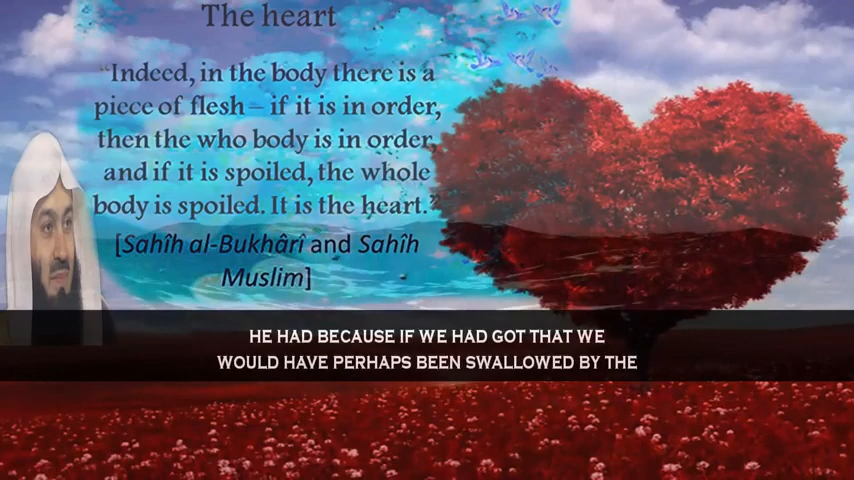 The heart
“Indeed, in the body there is a
piece of flesh – if it is in order,
then the who body is in order,
and if it is spoiled, the whole
body is spoiled. It is the heart.”
[Sahîh al-Bukhârî and Sahîh
Muslim]
HE HAD BECAUSE IF WE HAD GOT THAT WE
WOULD HAVE PERHAPS BEEN SWALLOWED BY THE